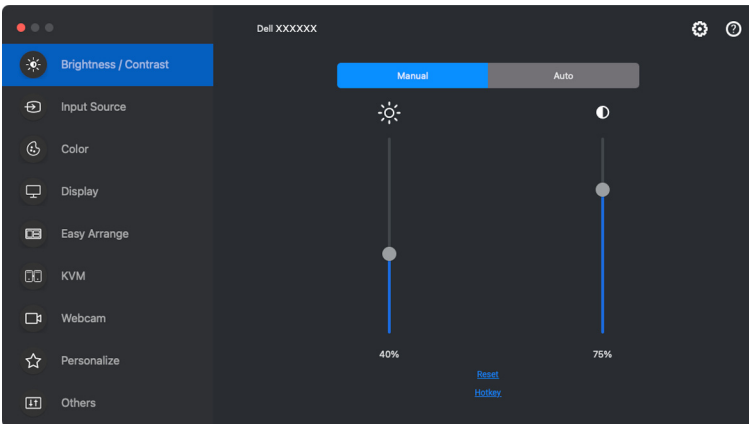 Dell XXXXXX
Brightness / Contrast
Input Source
Color
Display
Easy Arrange
KVM
Webcam
Personalize
Others
Manual
Auto
40%
75%
Reset
Hotkey